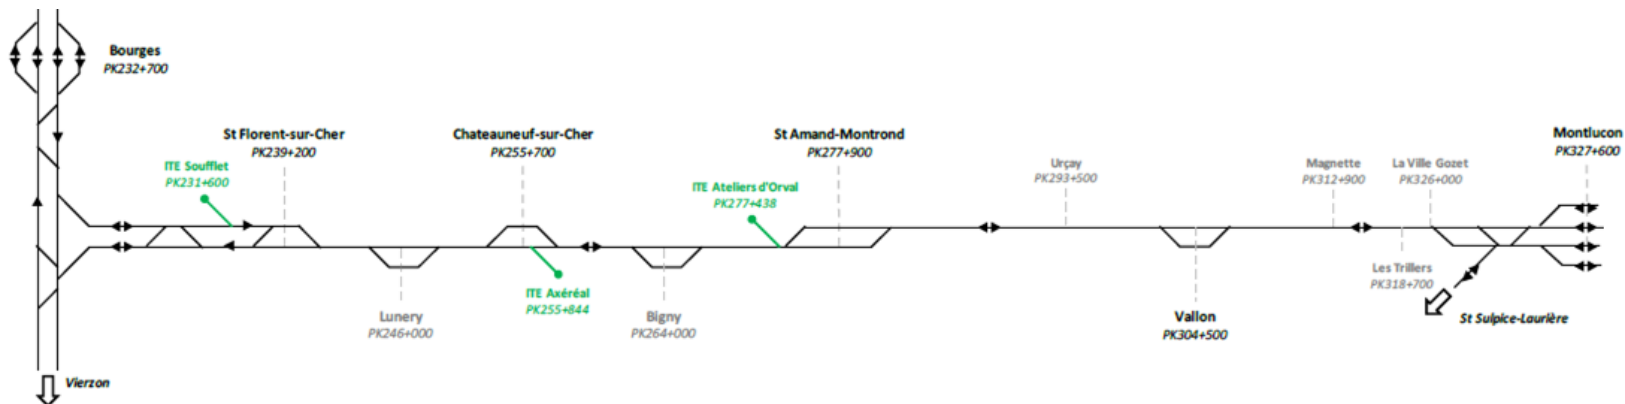 Bourges
PK232+700
St Florent-sur-Cher
PK239+200
ITE Soufflet
PK231+600
Chateauneuf-sur-Cher
PK255+700
St Amand-Montrond
PK277+900
ITE Ateliers d'Orval
PK277+438
Urçay
PK293+500
Magnette
PK312+900
La Ville Gozet
PK326+000
Montlucon
PK327+600
Lunery
PK246+000
ITE Axéréal
PK255+844
Bigny
PK264+000
Vallon
PK304+500
Les Trillers
PK318+700
St Sulpice-Laurière
Vierzon